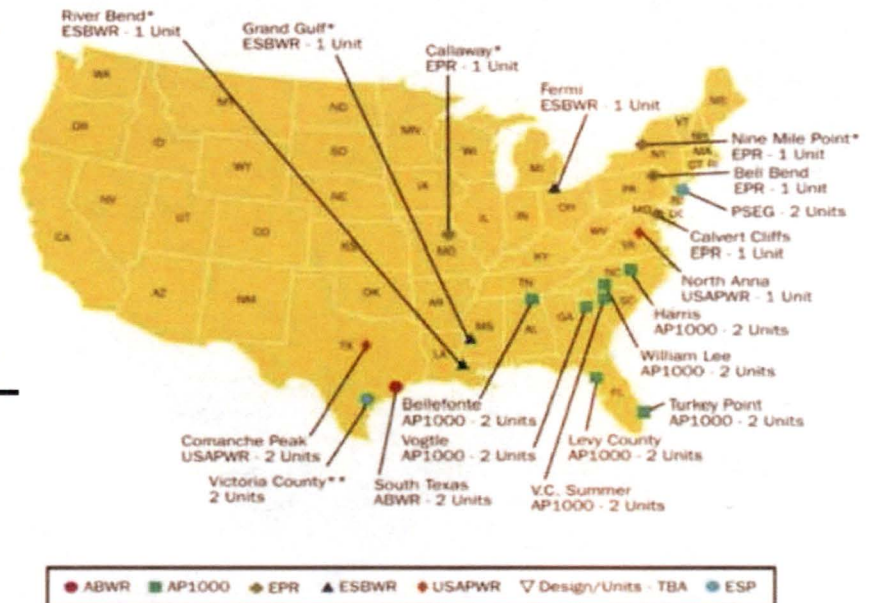 River Bend*
ESBWR - 1 Unit
Grand Gulf*
ESBWR - 1 Unit
Callaway*
EPR - 1 Unit
Fermi
ESBWR - 1 Unit
Nine Mile Point*
EPR - 1 Unit
Bell Bend
EPR - 1 Unit
PSEG - 2 Units
Calvert Cliffs
EPR - 1 Unit
North Anna
USAPWR - 1 Unit
Harris
AP1000 - 2 Units
William Lee
AP1000 - 2 Units
Turkey Point
AP1000 - 2 Units
Levy County
AP1000 - 2 Units
V.C. Summer
AP1000 - 2 Units
Bellefonte
AP1000 - 2 Units
Vogtle
AP1000 - 2 Units
South Texas
ABWR - 2 Units
Comanche Peak
USAPWR - 2 Units
Victoria County**
2 Units
WA
MT
ND
MN
WI
MI
VT
NH
ME
OR
ID
SD
NY
MA
CT RI
WY
NE
IA
PA
NJ
NV
UT
CO
KS
IL
IN
OH
MD
DC
CA
MO
WV
VA
KY
AZ
NM
OK
AR
TN
NC
SC
TX
LA
MS
AL
GA
FL
ABWR AP1000 EPR ESBWR USAPWR Design/Units - TBA ESP